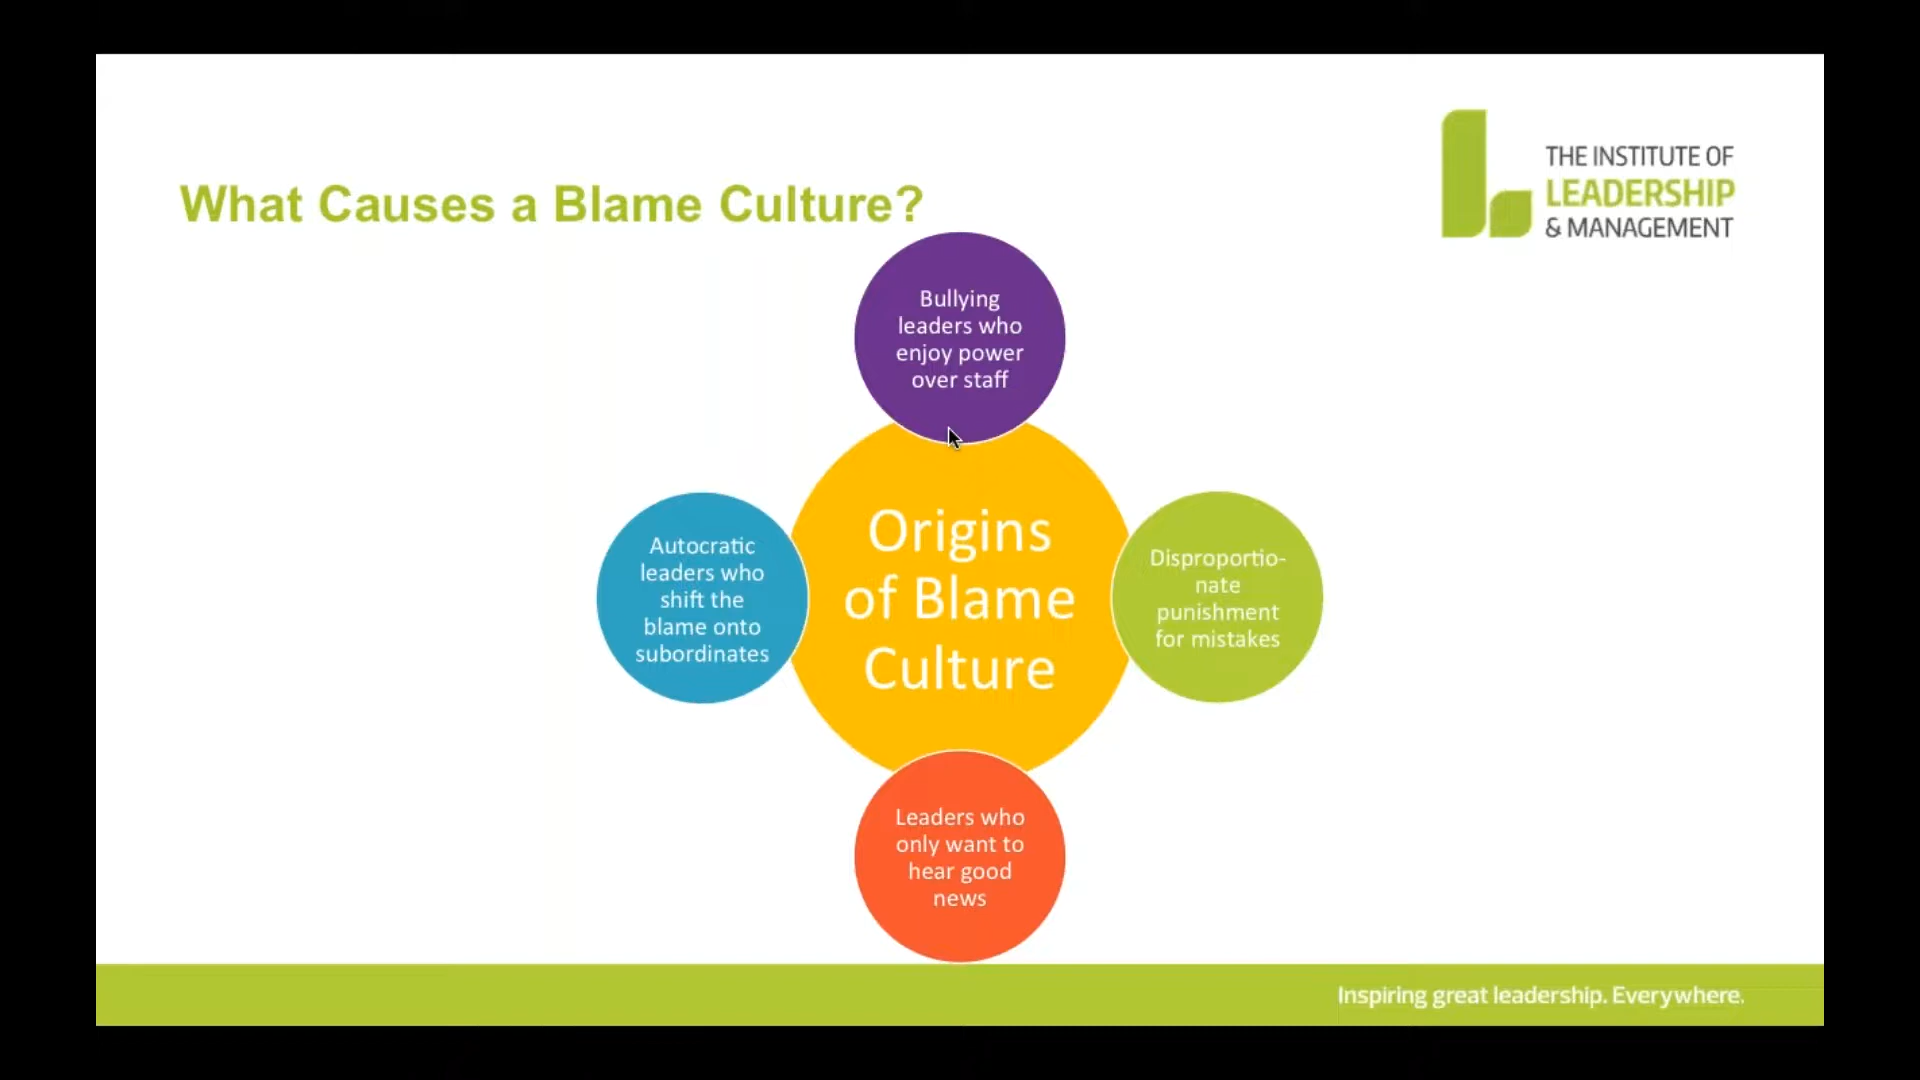 What Causes a Blame Culture?
THE INSTITUTE OF
LEADERSHIP
& MANAGEMENT
Bullying
leaders who
enjoy power
over staff
Autocratic
leaders who
shift the
blame onto
subordinates
Origins
of Blame
Culture
Disproportio-
nate
punishment
for mistakes
Leaders who
only want to
hear good
news
Inspiring great leadership. Everywhere.